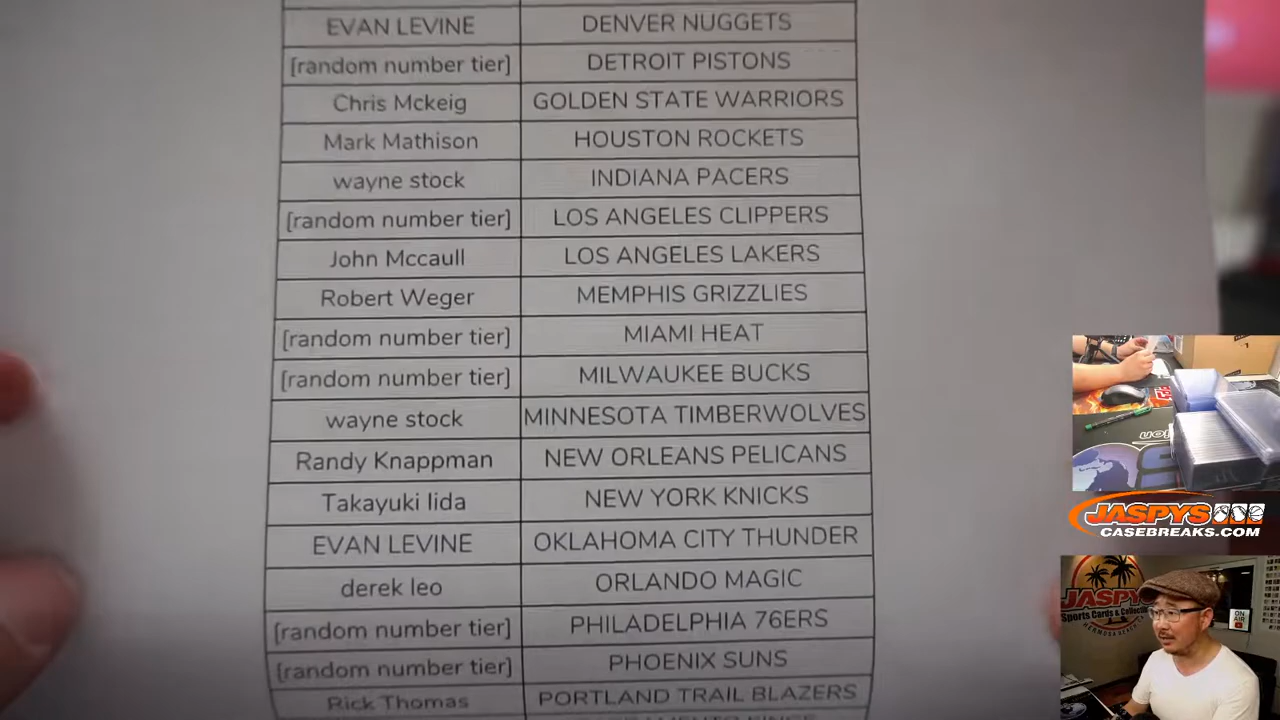 EVAN LEVINE DENVER NUGGETS
[random number tier] DETROIT PISTONS
Chris Mckeig GOLDEN STATE WARRIORS
Mark Mathison HOUSTON ROCKETS
wayne stock INDIANA PACERS
[random number tier] LOS ANGELES CLIPPERS
John Mccaull LOS ANGELES LAKERS
Robert Weger MEMPHIS GRIZZLIES
[random number tier] MIAMI HEAT
[random number tier] MILWAUKEE BUCKS
wayne stock MINNESOTA TIMBERWOLVES
Randy Knappman NEW ORLEANS PELICANS
Takayuki Iida NEW YORK KNICKS
EVAN LEVINE OKLAHOMA CITY THUNDER
derek leo ORLANDO MAGIC
[random number tier] PHILADELPHIA 76ERS
[random number tier] PHOENIX SUNS
Rick Thomas PORTLAND TRAIL BLAZERS
JASPYS
CASEBREAKS.COM
JASPYS
Sports Cards & Collectib
HERMOSA BEACH
ON AIR